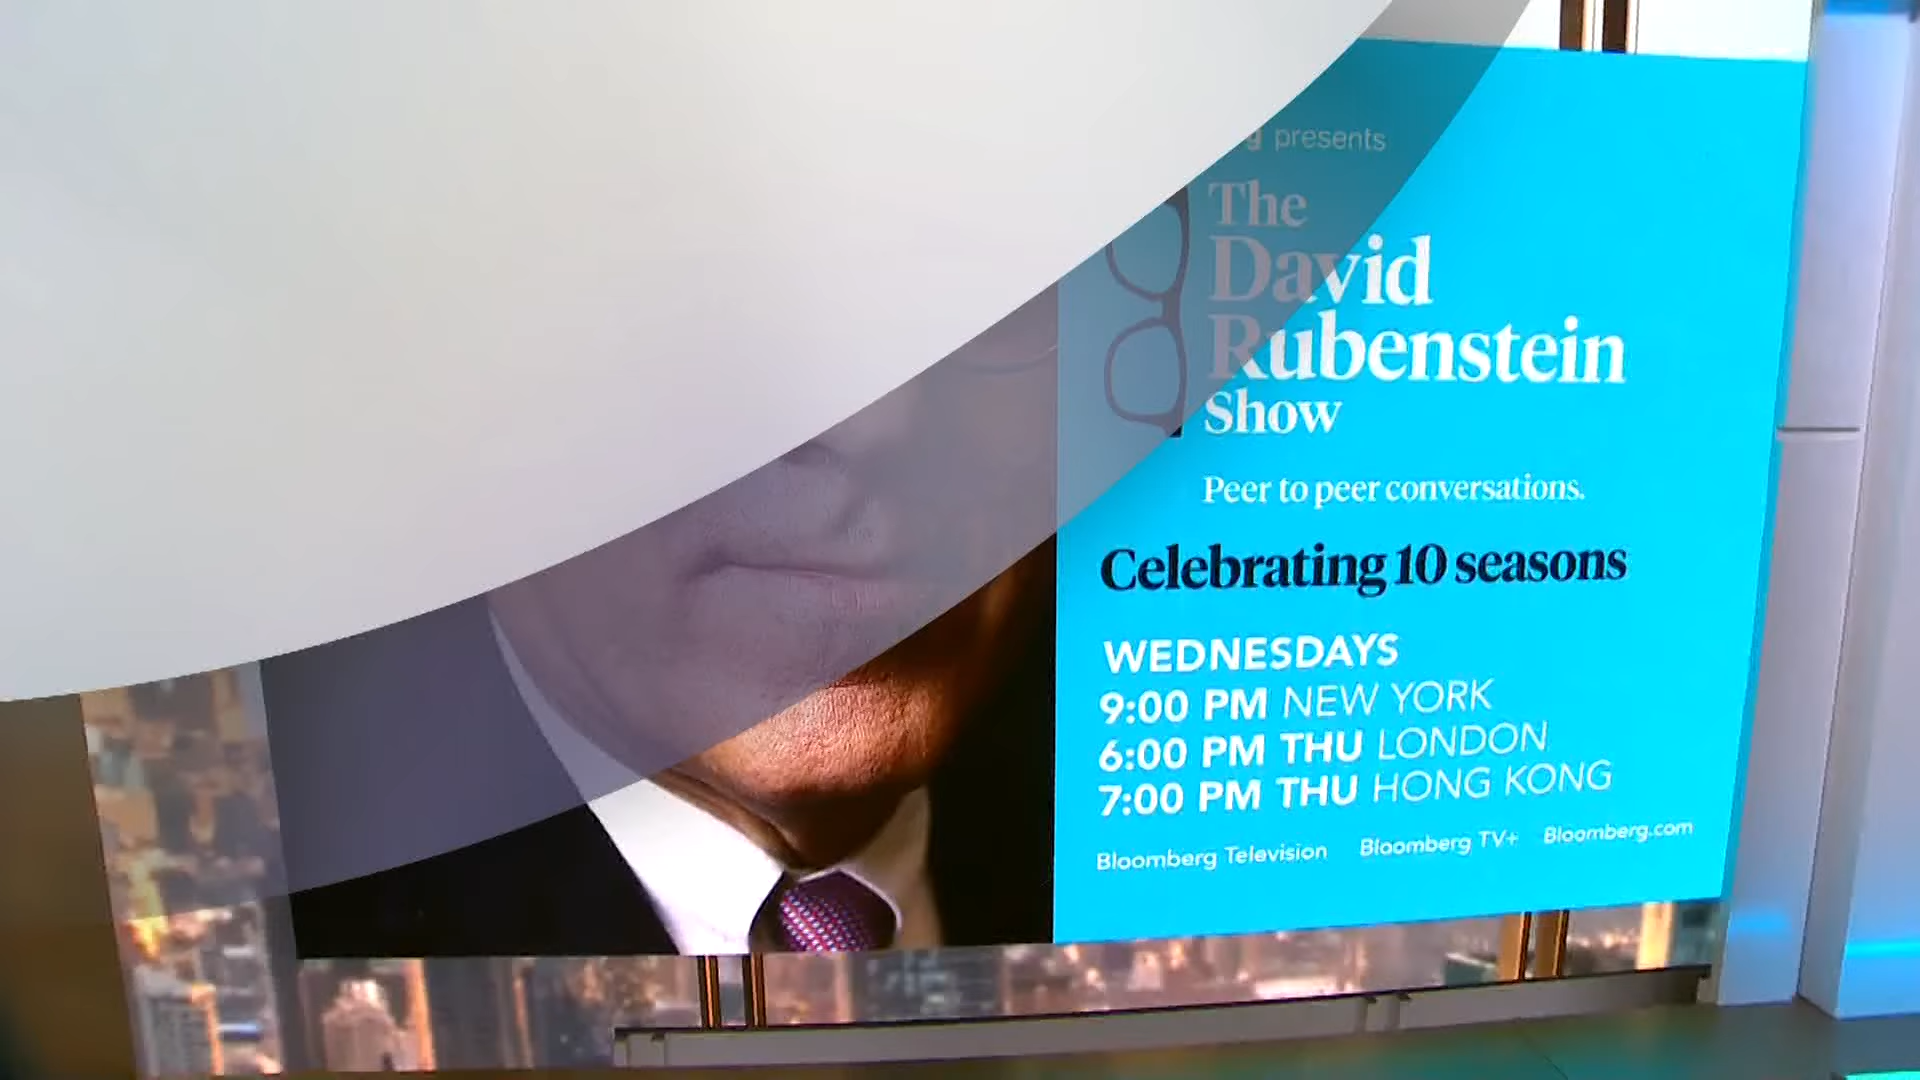 presents
The
David
Rubenstein
Show
Peer to peer conversations.
Celebrating 10 seasons
WEDNESDAYS
9:00 PM NEW YORK
6:00 PM THU LONDON
7:00 PM THU HONG KONG
Bloomberg Television Bloomberg TV+ Bloomberg.com